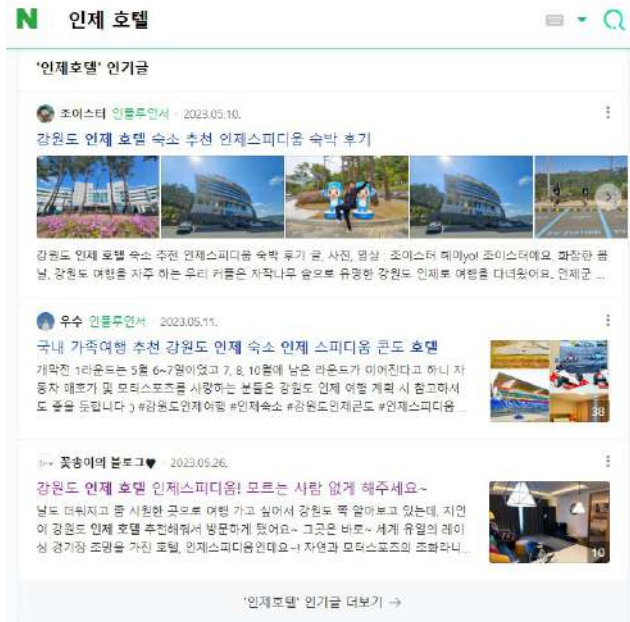 N 인제 호텔
'인제호텔' 인기글
조이스터 인플루언서 · 2023.05.10.
강원도 인제 호텔 숙소 추천 인제스피디움 숙박 후기
강원도 인제 호텔 숙소 추천 인제스피디움 숙박 후기 글, 사진, 영상 : 조이스터 헤이yo! 조이스터에요. 화창한 봄
날, 강원도 여행을 자주 하는 우리 커플은 자작나무 숲으로 유명한 강원도 인제로 여행을 다녀왔어요. 인제군 ...
우수 인플루언서 · 2023.05.11.
국내 가족여행 추천 강원도 인제 숙소 인제 스피디움 콘도 호텔
개막전 1라운드는 5월 6~7일이었고 7, 8, 10월에 남은 라운드가 이어진다고 하니 자
동차 애호가 및 모터스포츠를 사랑하는 분들은 강원도 인제 여행 계획 시 참고하셔
도 좋을 듯합니다 :) #강원도인제여행 #인제숙소 #강원도인제콘도 #인제스피디움 ...
38
꽃송이의 블로그♥ · 2023.05.26.
강원도 인제 호텔 인제스피디움! 모르는 사람 없게 해주세요~
날도 더워지고 좀 시원한 곳으로 여행 가고 싶어서 강원도 쪽 알아보고 있는데, 지인
이 강원도 인제 호텔 추천해줘서 방문하게 됐어요~ 그곳은 바로~ 세계 유일의 레이
싱 경기장 조망을 가진 호텔, 인제스피디움인데요~! 자연과 모터스포츠의 조화라니...
10
'인제호텔' 인기글 더보기 →